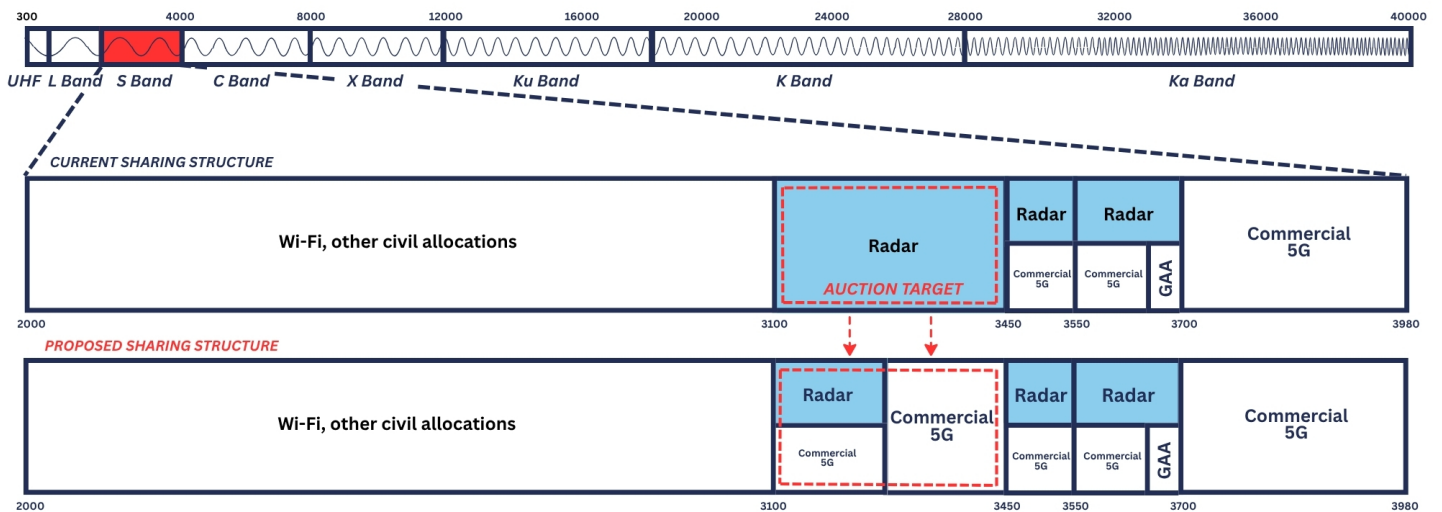 300 4000 8000 12000 16000 20000 24000 28000 32000 36000 40000
UHF L Band S Band C Band X Band Ku Band K Band Ka Band
CURRENT SHARING STRUCTURE
Wi-Fi, other civil allocations
Radar
AUCTION TARGET
Radar
Commercial
5G
Radar
Commercial
5G
GAA
Commercial
5G
2000 3100 3450 3550 3700 3980
PROPOSED SHARING STRUCTURE
Wi-Fi, other civil allocations
Radar
Commercial
5G
Commercial
5G
Radar
Commercial
5G
Radar
Commercial
5G
GAA
Commercial
5G
2000 3100 3450 3550 3700 3980